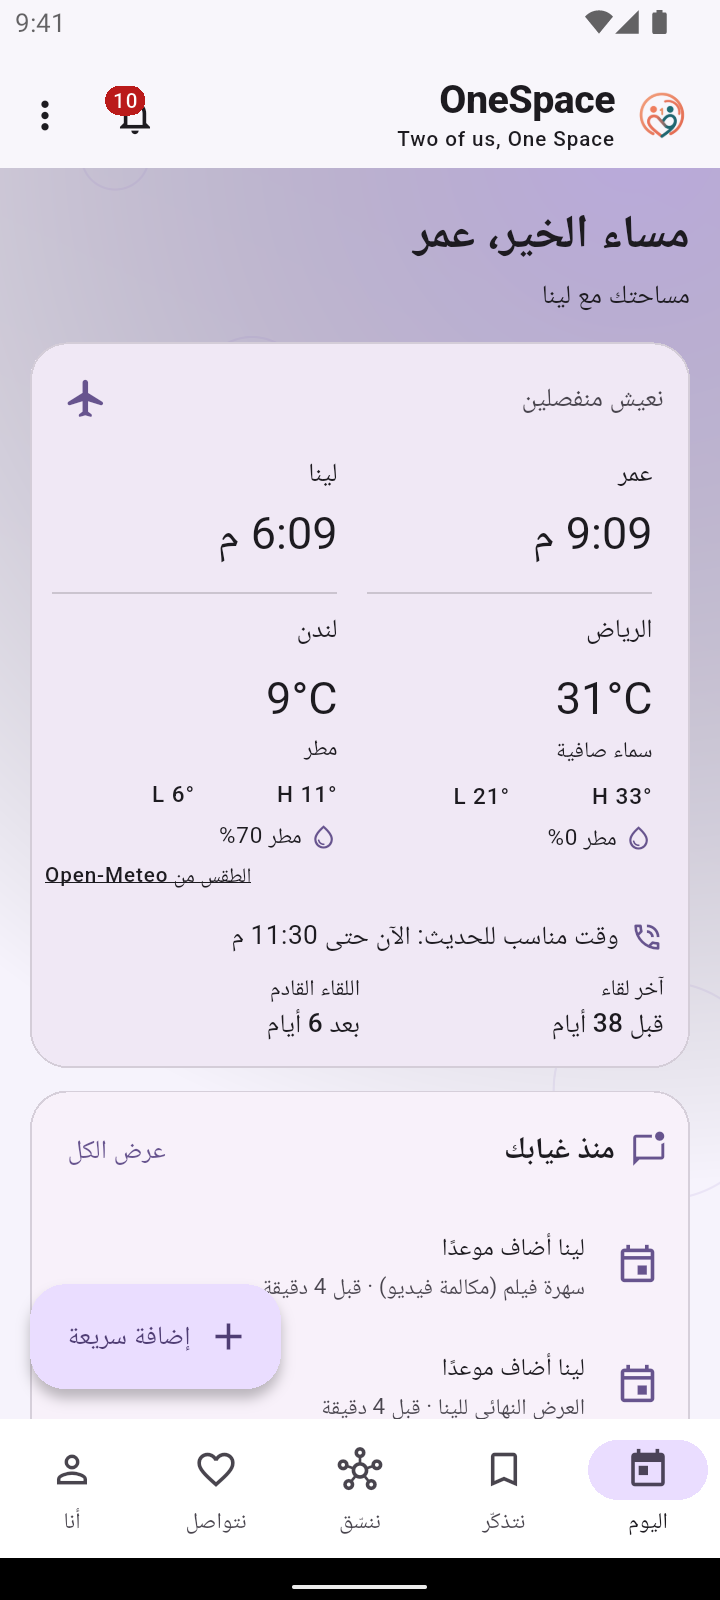 9:41
OneSpace
Two of us, One Space
10
مساء الخير، عمر
مساحتك مع لينا
نعيش منفصلين
عمر
9:09 م
الرياض
31°C
سماء صافية
H 33°
L 21°
مطر 0%
لينا
6:09 م
لندن
9°C
مطر
H 11°
L 6°
مطر 70%
الطقس من Open-Meteo
وقت مناسب للحديث: الآن حتى 11:30 م
آخر لقاء
قبل 38 أيام
اللقاء القادم
بعد 6 أيام
منذ غيابك
عرض الكل
لينا أضاف موعدًا
سهرة فيلم (مكالمة فيديو) · قبل 4 دقيقة
لينا أضاف موعدًا
العرض النهائي للينا · قبل 4 دقيقة
إضافة سريعة
اليوم
نتذكّر
ننسّق
نتواصل
أنا